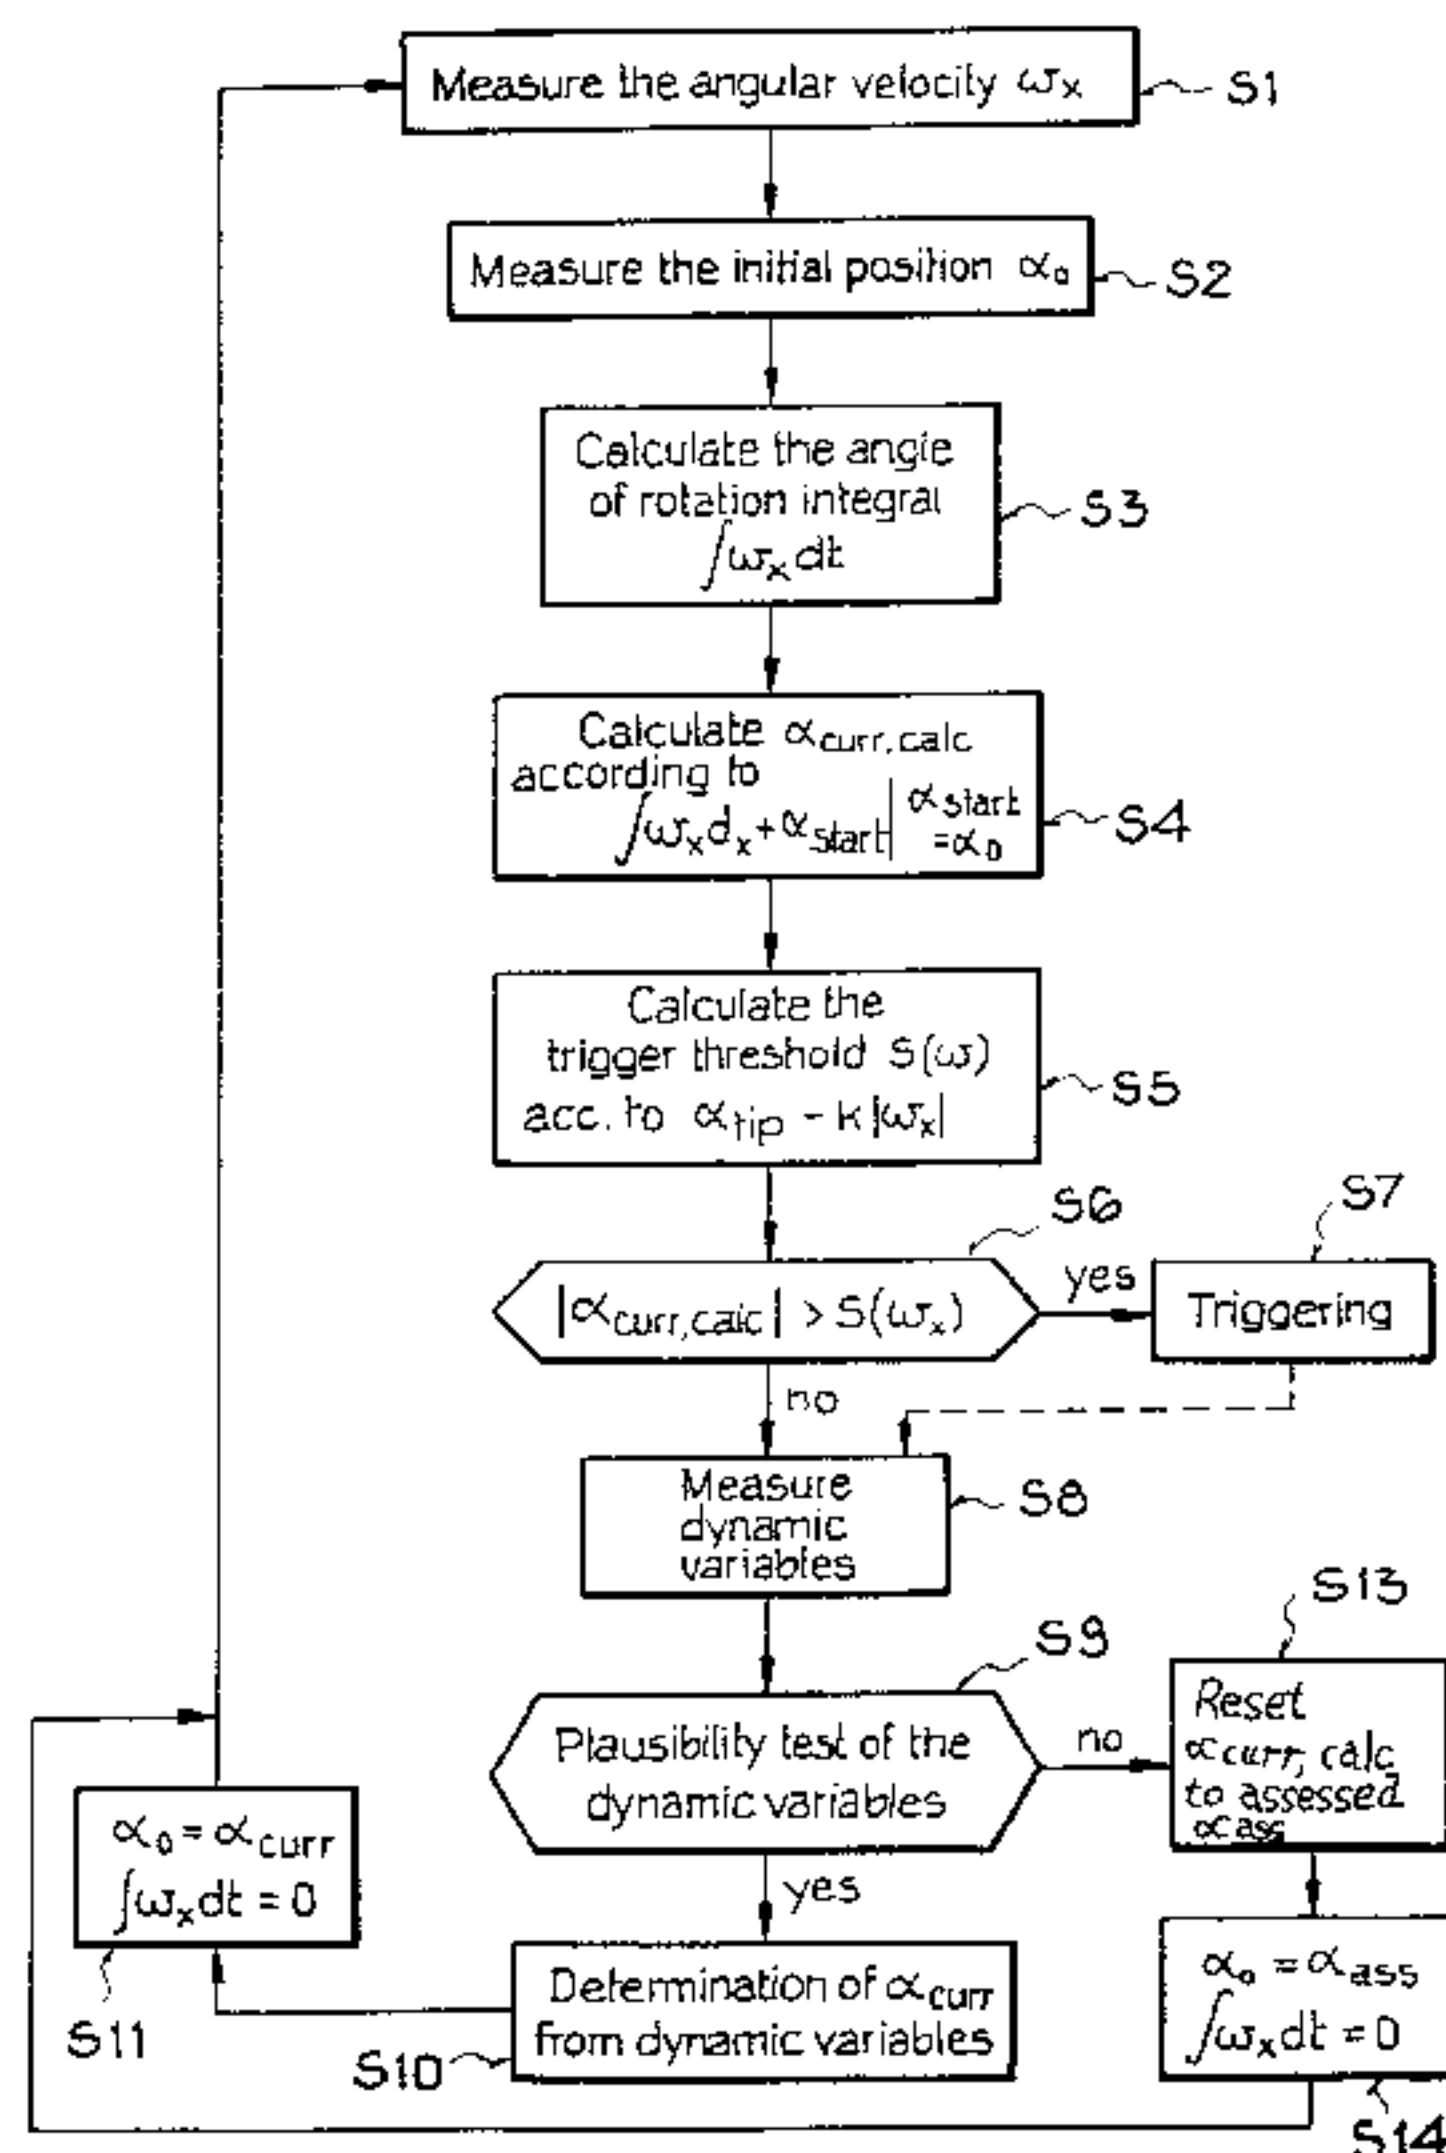 Measure the angular velocity ωx
S1
Measure the initial position α0
S2
Calculate the angle
of rotation integral
∫ωx dt
S3
Calculate αcurr,calc
according to
∫ωx dx + αstart | αstart
= α0
S4
Calculate the
trigger threshold S(ω)
acc. to αtip - k|ωx|
S5
S6
|αcurr,calc| > S(ωx)
yes
S7
Triggering
no
Measure
dynamic
variables
S8
S9
Plausibility test of the
dynamic variables
no
S13
Reset
αcurr, calc
to assessed
αass
yes
α0 = αcurr
∫ωx dt = 0
S11
Determination of αcurr
from dynamic variables
S10
α0 = αass
∫ωx dt = 0
S14